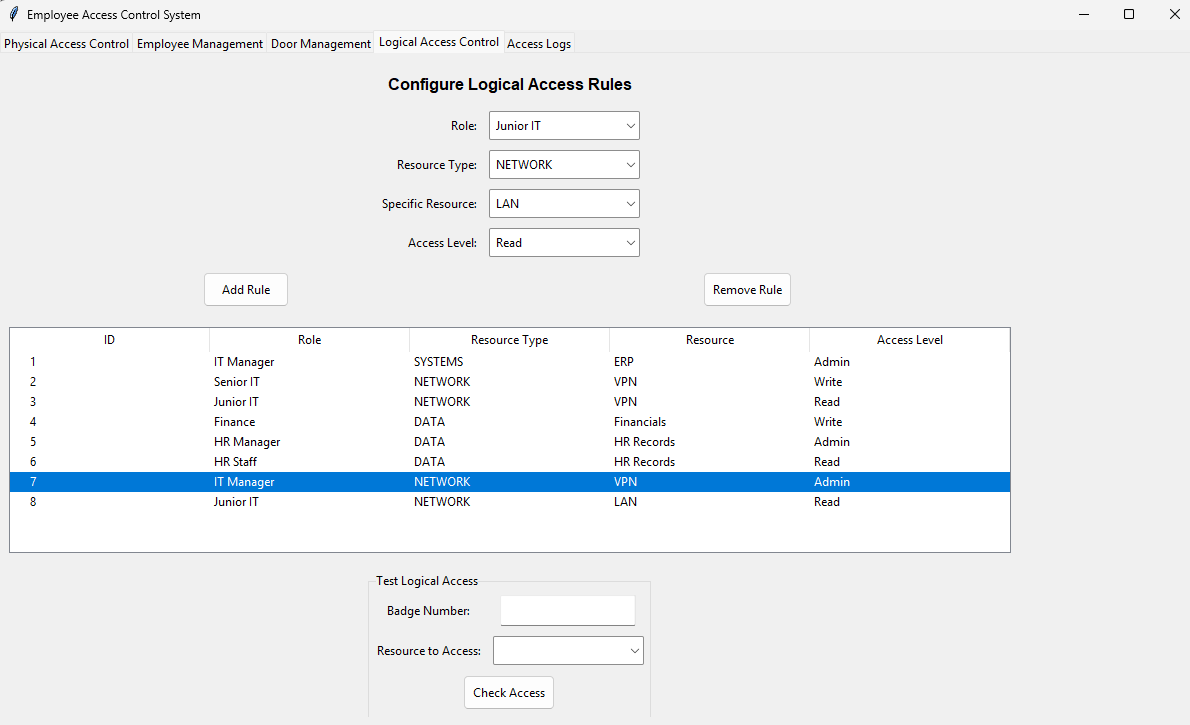 Employee Access Control System
Physical Access Control Employee Management Door Management Logical Access Control Access Logs
Configure Logical Access Rules
Role: Junior IT
Resource Type: NETWORK
Specific Resource: LAN
Access Level: Read
Add Rule Remove Rule
ID Role Resource Type Resource Access Level
1 IT Manager SYSTEMS ERP Admin
2 Senior IT NETWORK VPN Write
3 Junior IT NETWORK VPN Read
4 Finance DATA Financials Write
5 HR Manager DATA HR Records Admin
6 HR Staff DATA HR Records Read
7 IT Manager NETWORK VPN Admin
8 Junior IT NETWORK LAN Read
Test Logical Access
Badge Number:
Resource to Access:
Check Access